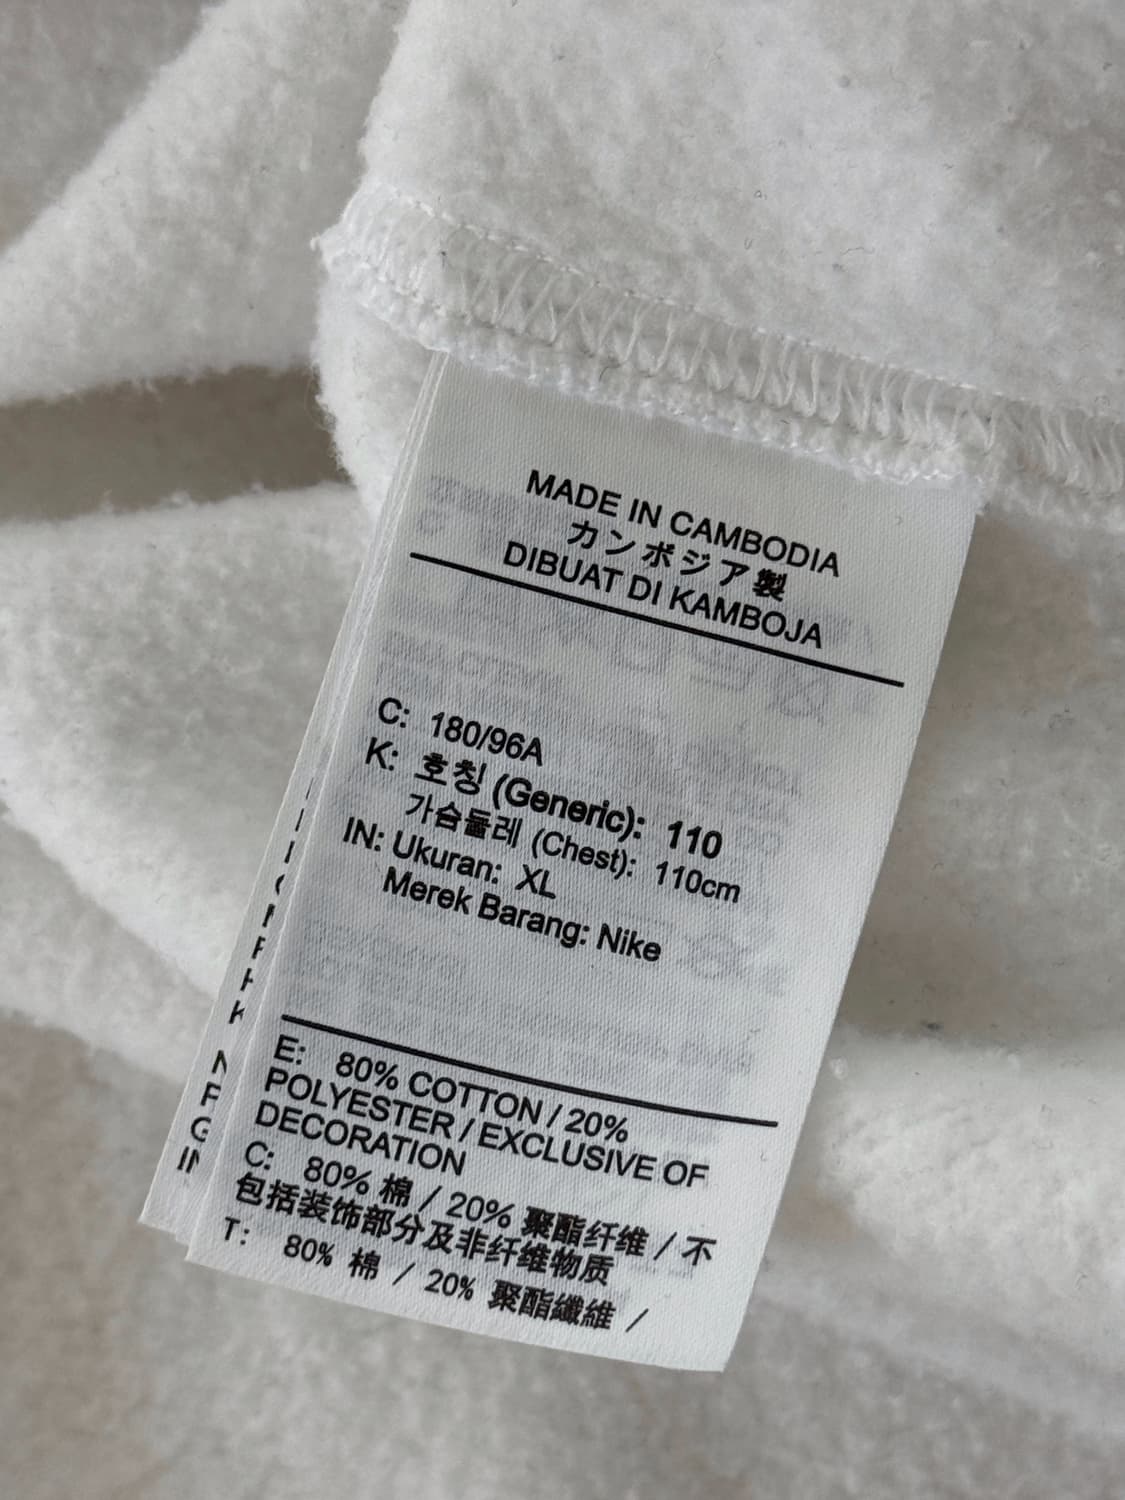 MADE IN CAMBODIA
カンボジア製
DIBUAT DI KAMBOJA
C: 180/96A
K: 호칭 (Generic): 110
가슴둘레 (Chest): 110cm
IN: Ukuran: XL
Merek Barang: Nike
E: 80% COTTON / 20%
POLYESTER / EXCLUSIVE OF
DECORATION
C: 80% 棉 / 20% 聚酯纤维 / 不
包括装饰部分及非纤维物质
T: 80% 棉 / 20% 聚酯纖維 /